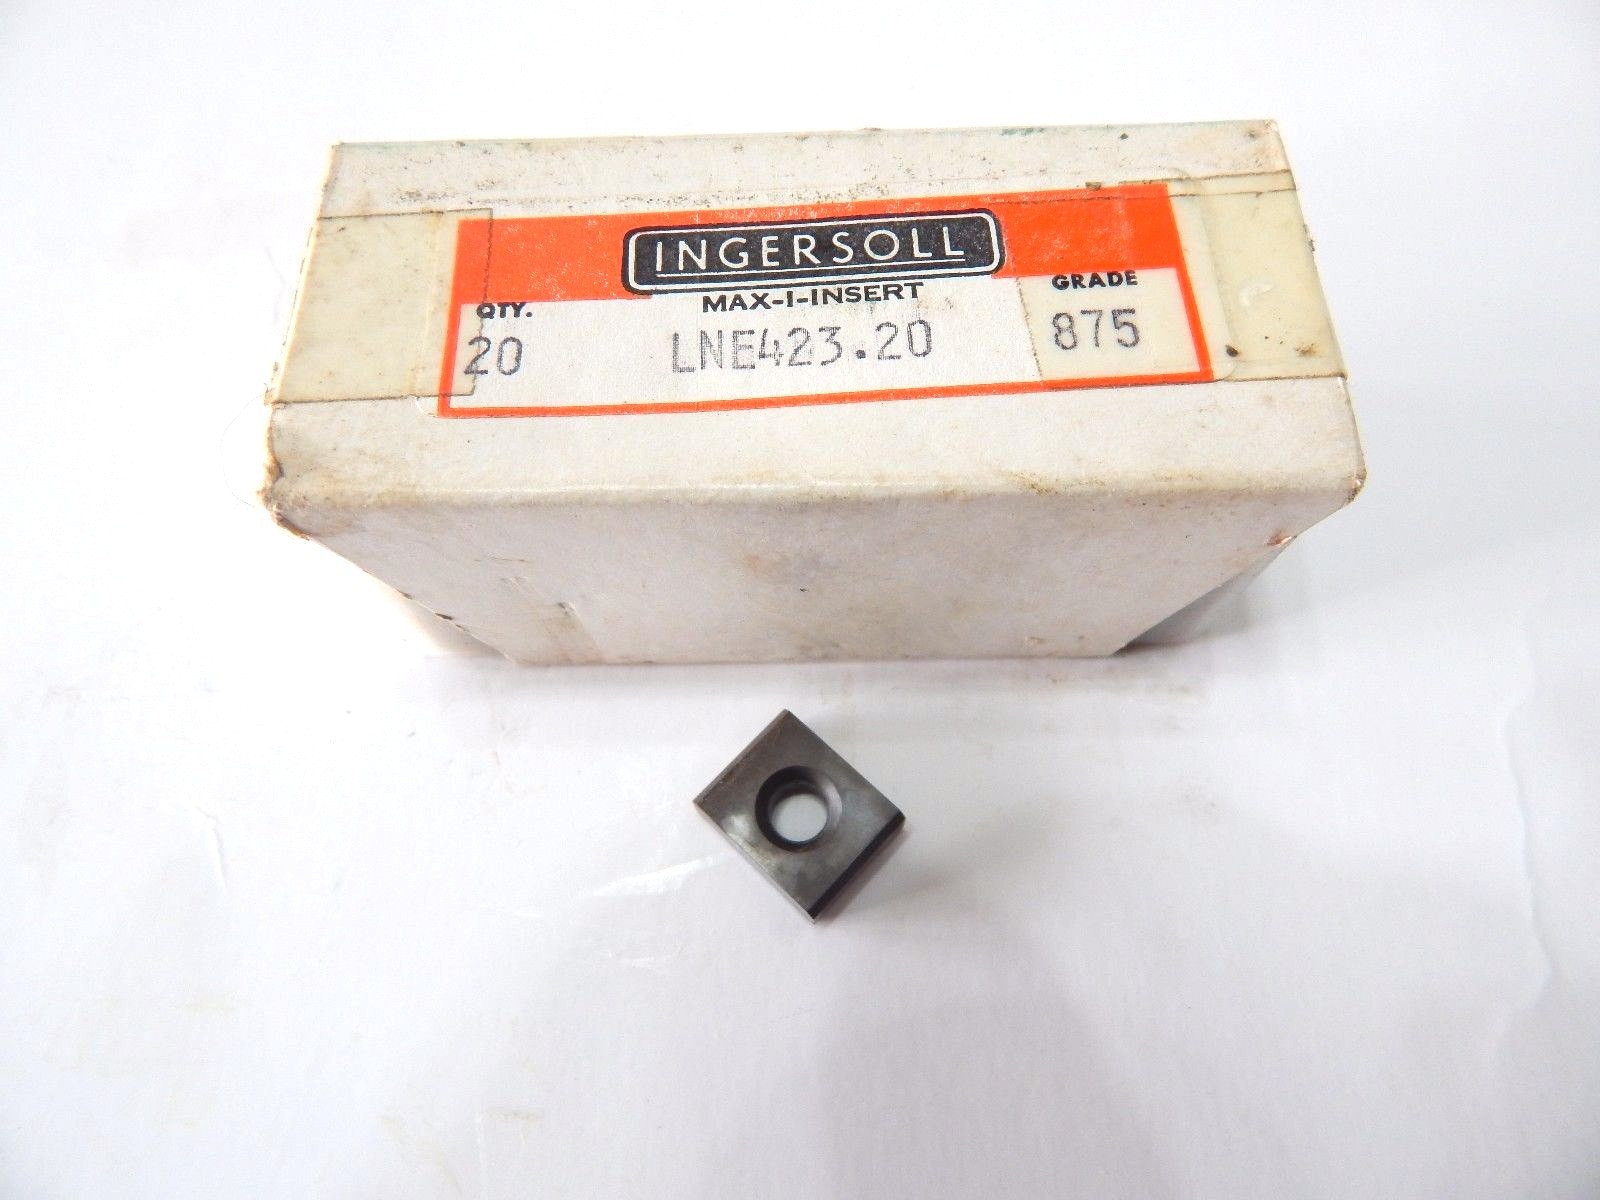 INGERSOLL
MAX-I-INSERT
QTY. GRADE
20 LNE423.20 875